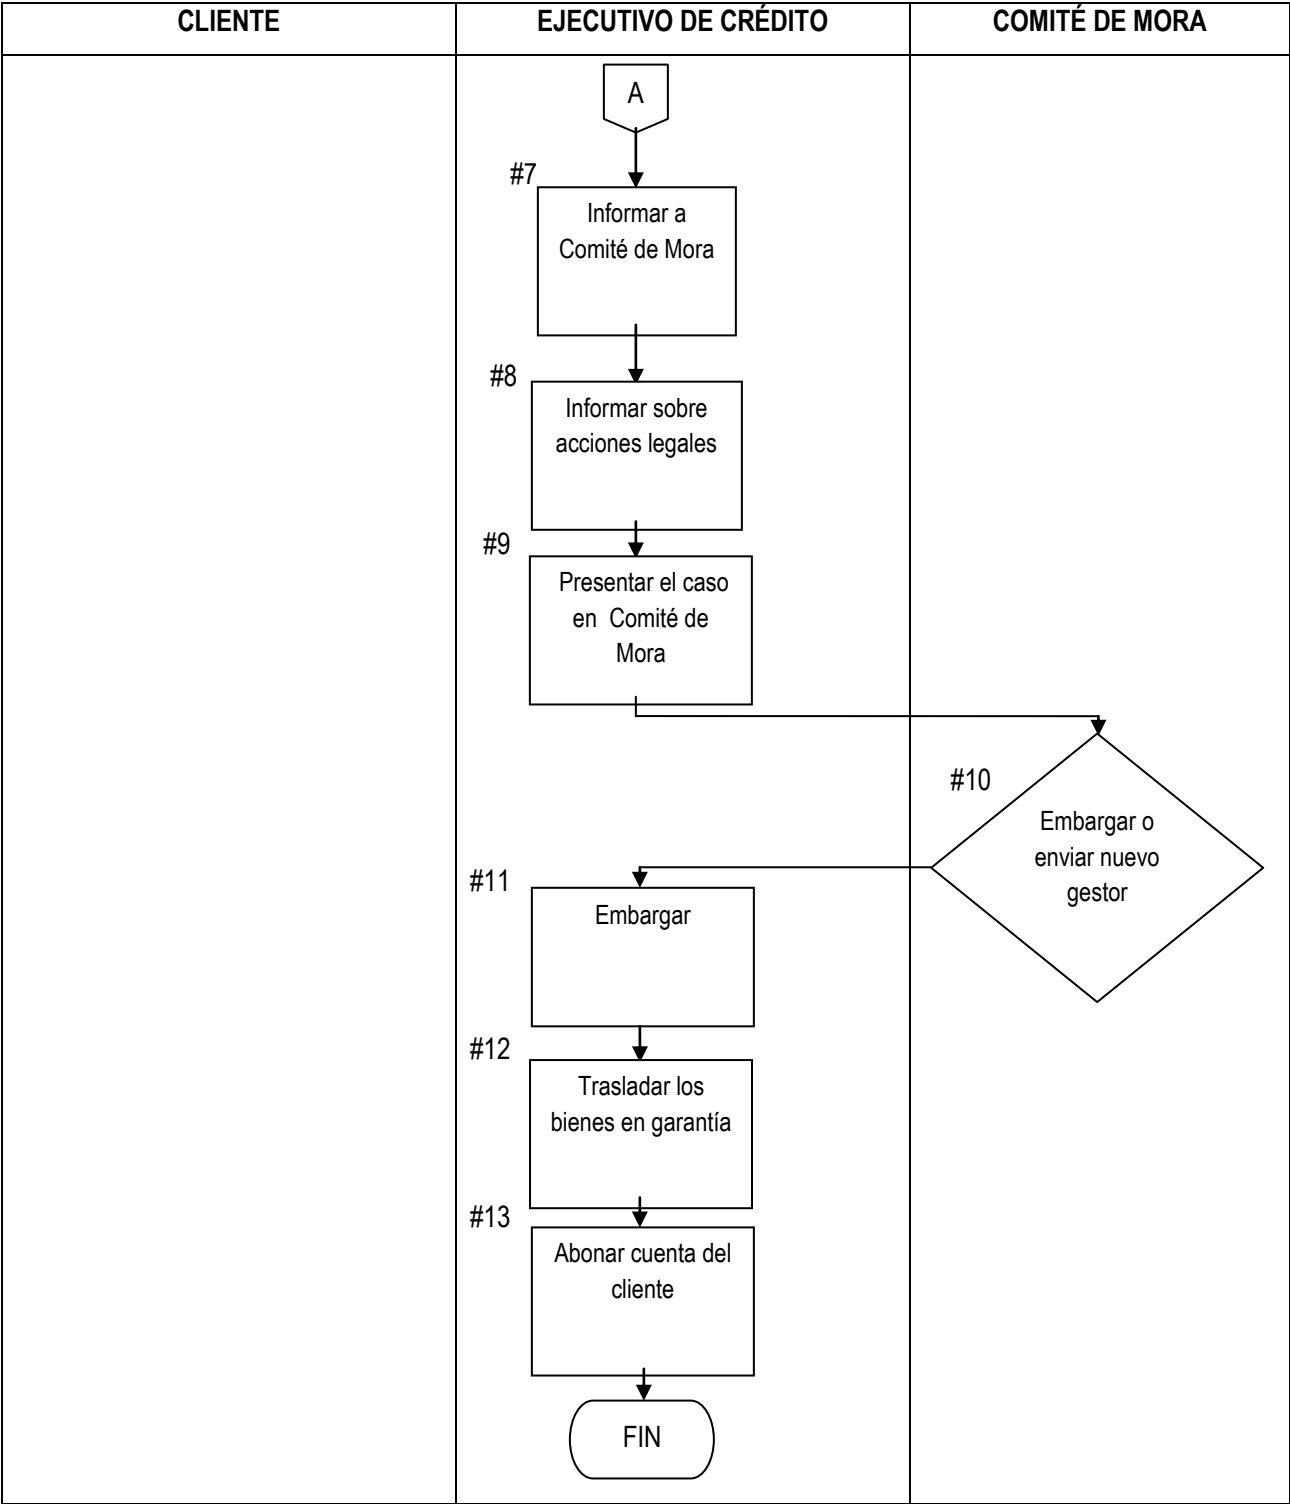 CLIENTE
EJECUTIVO DE CRÉDITO
COMITÉ DE MORA
A
#7
Informar a
Comité de Mora
#8
Informar sobre
acciones legales
#9
Presentar el caso
en Comité de
Mora
#10
Embargar o
enviar nuevo
gestor
#11
Embargar
#12
Trasladar los
bienes en garantía
#13
Abonar cuenta del
cliente
FIN